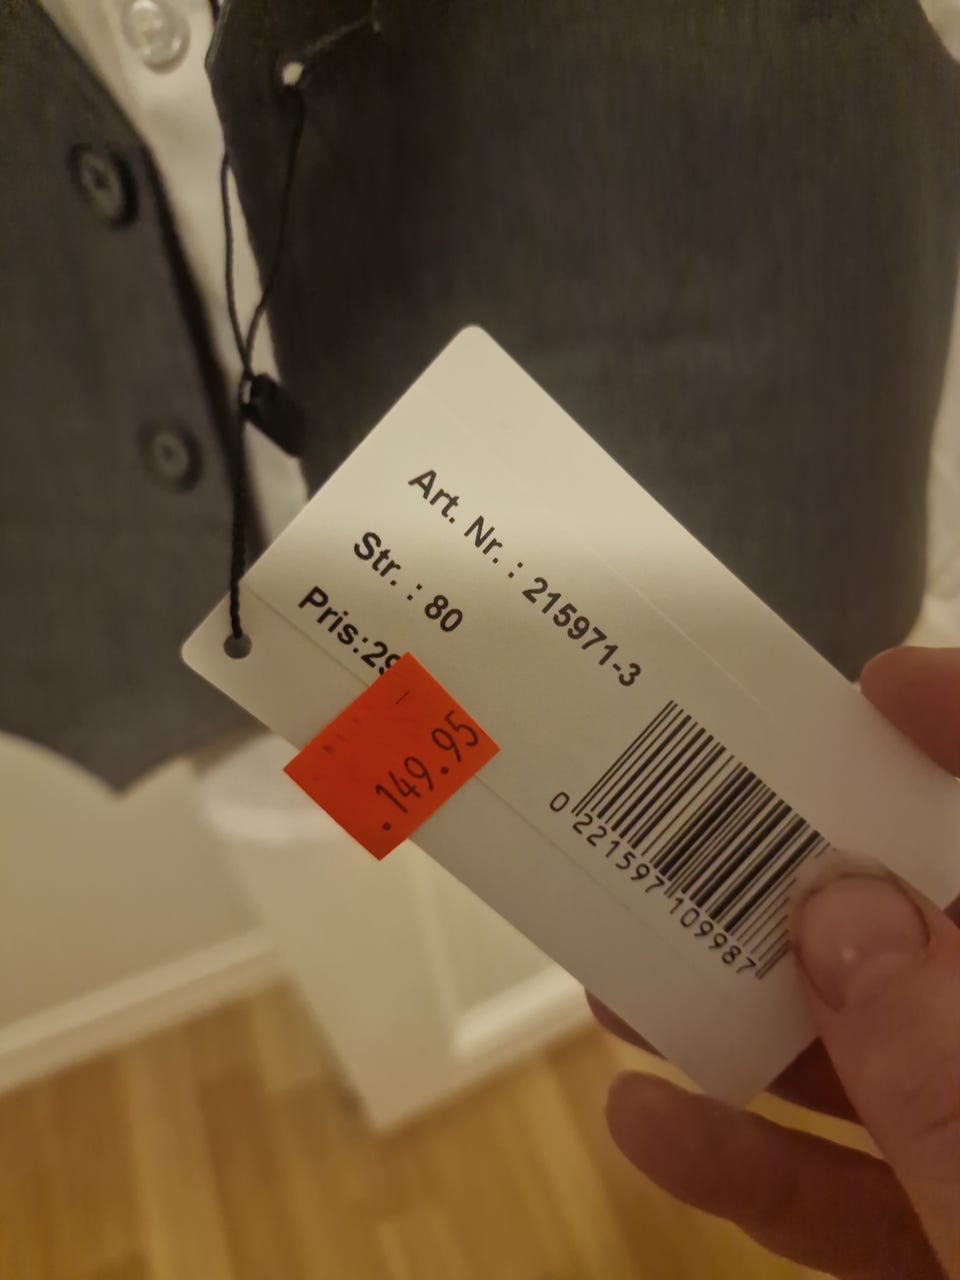 Art. Nr. : 215971-3
Str. : 80
Pris:29
149.95
0 221597 109987